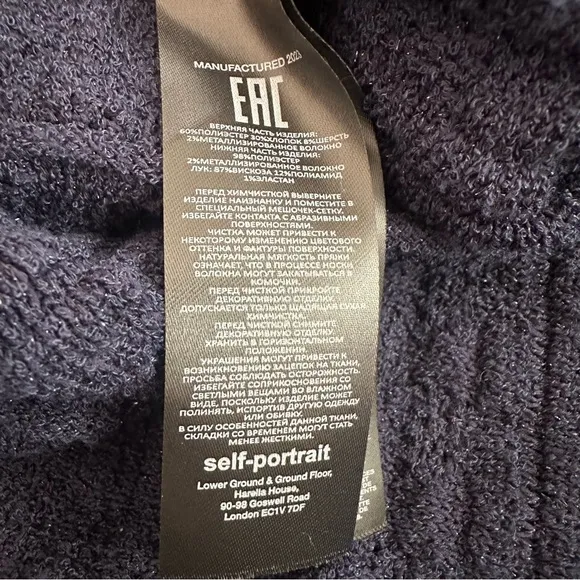 MANUFACTURED 2023
EAC
ВЕРХНЯЯ ЧАСТЬ ИЗДЕЛИЯ:
60%ПОЛИЭСТЕР 30%ХЛОПОК 8%ШЕРСТЬ
2%МЕТАЛЛИЗИРОВАННОЕ ВОЛОКНО
НИЖНЯЯ ЧАСТЬ ИЗДЕЛИЯ:
98%ПОЛИЭСТЕР
2%МЕТАЛЛИЗИРОВАННОЕ ВОЛОКНО
ЛУК: 87%ВИСКОЗА 12%ПОЛИАМИД
1%ЭЛАСТАН
ПЕРЕД ХИМЧИСТКОЙ ВЫВЕРНИТЕ
ИЗДЕЛИЕ НАИЗНАНКУ И ПОМЕСТИТЕ В
СПЕЦИАЛЬНЫЙ МЕШОЧЕК-СЕТКУ.
ИЗБЕГАЙТЕ КОНТАКТА С АБРАЗИВНЫМИ
ПОВЕРХНОСТЯМИ.
ЧИСТКА МОЖЕТ ПРИВЕСТИ К
НЕКОТОРОМУ ИЗМЕНЕНИЮ ЦВЕТОВОГО
ОТТЕНКА И ФАКТУРЫ ПОВЕРХНОСТИ.
НАТУРАЛЬНАЯ МЯГКОСТЬ ПРЯЖИ
ОЗНАЧАЕТ, ЧТО В ПРОЦЕССЕ НОСКИ
ВОЛОКНА МОГУТ ЗАКАТЫВАТЬСЯ В
КОМОЧКИ.
ПЕРЕД ЧИСТКОЙ ПРИКРОЙТЕ
ДЕКОРАТИВНУЮ ОТДЕЛКУ.
ДОПУСКАЕТСЯ ТОЛЬКО ЩАДЯЩАЯ СУХАЯ
ХИМЧИСТКА.
ПЕРЕД ЧИСТКОЙ СНИМИТЕ
ДЕКОРАТИВНУЮ ОТДЕЛКУ.
ХРАНИТЬ В ГОРИЗОНТАЛЬНОМ
ПОЛОЖЕНИИ.
УКРАШЕНИЯ МОГУТ ПРИВЕСТИ К
ВОЗНИКНОВЕНИЮ ЗАЦЕПОК НА ТКАНИ,
ПРОСЬБА СОБЛЮДАТЬ ОСТОРОЖНОСТЬ.
ИЗБЕГАЙТЕ СОПРИКОСНОВЕНИЯ СО
СВЕТЛЫМИ ВЕЩАМИ ВО ВЛАЖНОМ
ВИДЕ, ПОСКОЛЬКУ ИЗДЕЛИЕ МОЖЕТ
ПОЛИНЯТЬ, ИСПОРТИВ ДРУГУЮ ОДЕЖДУ
ИЛИ ОБИВКУ.
В СИЛУ ОСОБЕННОСТЕЙ ДАННОЙ ТКАНИ,
СКЛАДКИ СО ВРЕМЕНЕМ МОГУТ СТАТЬ
МЕНЕЕ ЖЕСТКИМИ.
self-portrait
Lower Ground & Ground Floor,
Harella House,
90-98 Goswell Road
London EC1V 7DF